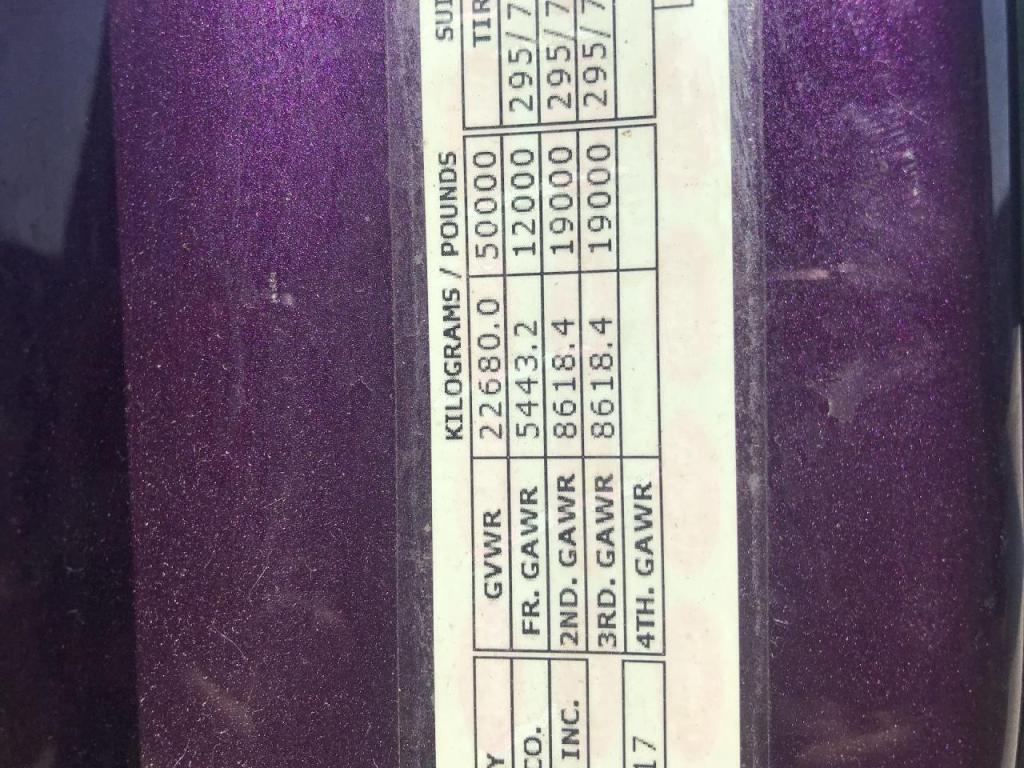 KILOGRAMS / POUNDS
GVWR 22680.0 50000
FR. GAWR 5443.2 12000 295/7
2ND. GAWR 8618.4 19000 295/7
3RD. GAWR 8618.4 19000 295/7
4TH. GAWR
CO.
INC.
17